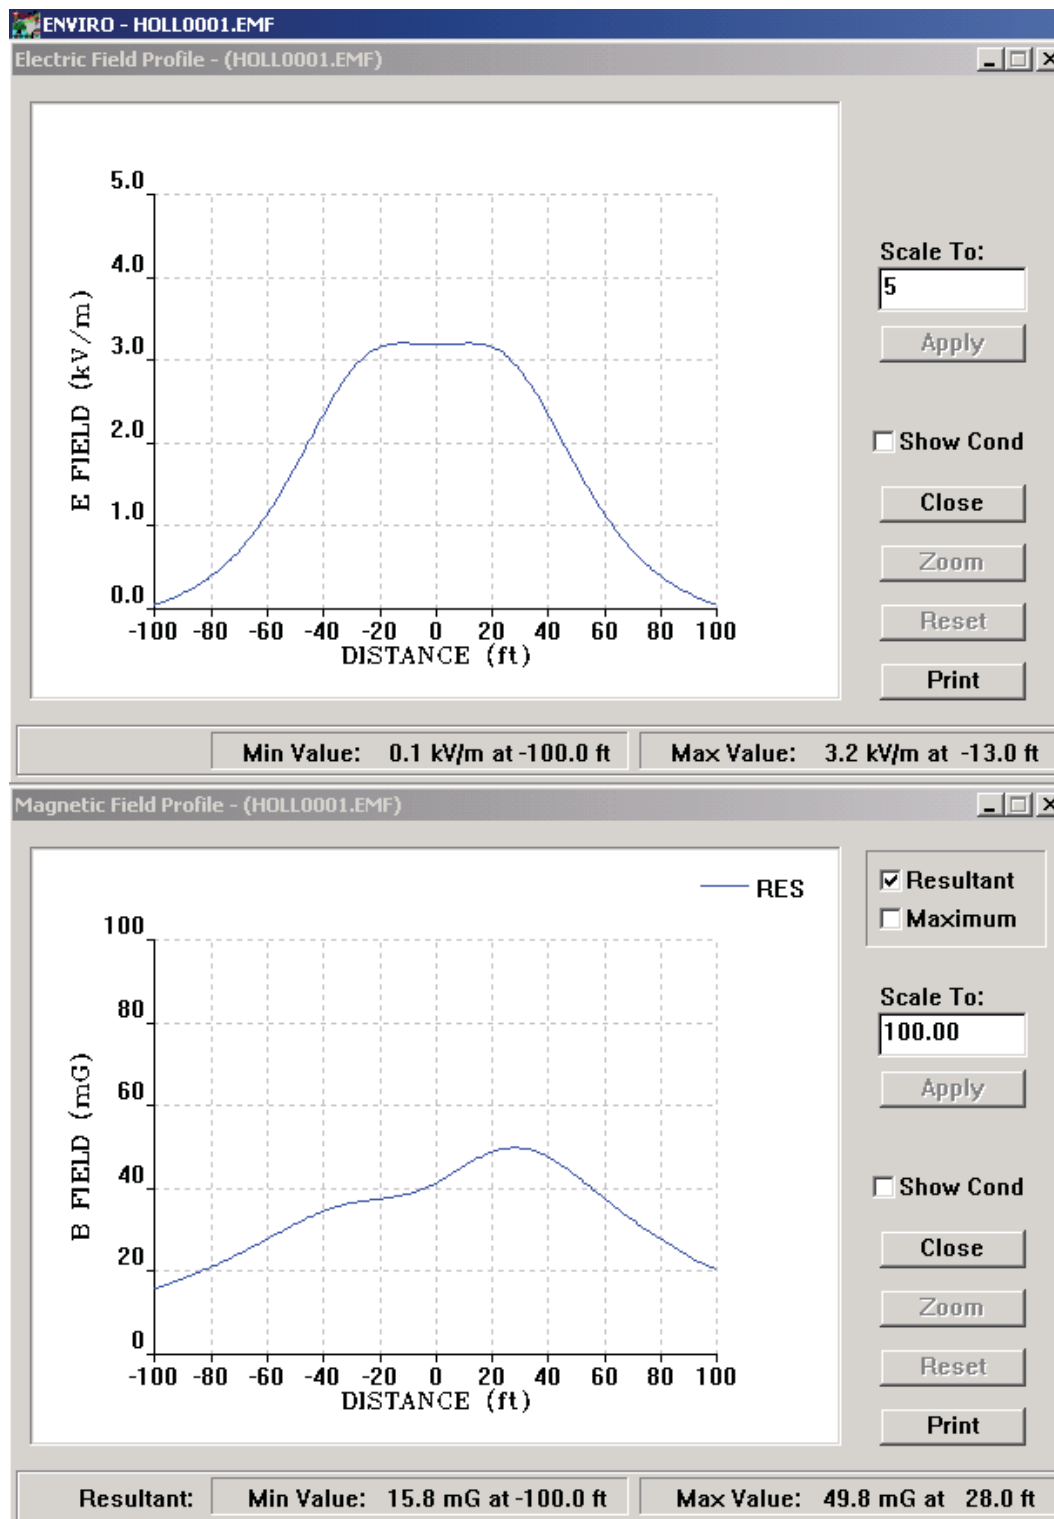 ENVIRO - HOLL0001.EMF
Electric Field Profile - (HOLL0001.EMF)
5.0
4.0
3.0
2.0
1.0
0.0
E FIELD (kV/m)
-100 -80 -60 -40 -20 0 20 40 60 80 100
DISTANCE (ft)
Scale To:
5
Apply
Show Cond
Close
Zoom
Reset
Print
Min Value: 0.1 kV/m at -100.0 ft
Max Value: 3.2 kV/m at -13.0 ft
Magnetic Field Profile - (HOLL0001.EMF)
RES
100
80
60
40
20
0
B FIELD (mG)
-100 -80 -60 -40 -20 0 20 40 60 80 100
DISTANCE (ft)
Resultant
Maximum
Scale To:
100.00
Apply
Show Cond
Close
Zoom
Reset
Print
Resultant:
Min Value: 15.8 mG at -100.0 ft
Max Value: 49.8 mG at 28.0 ft